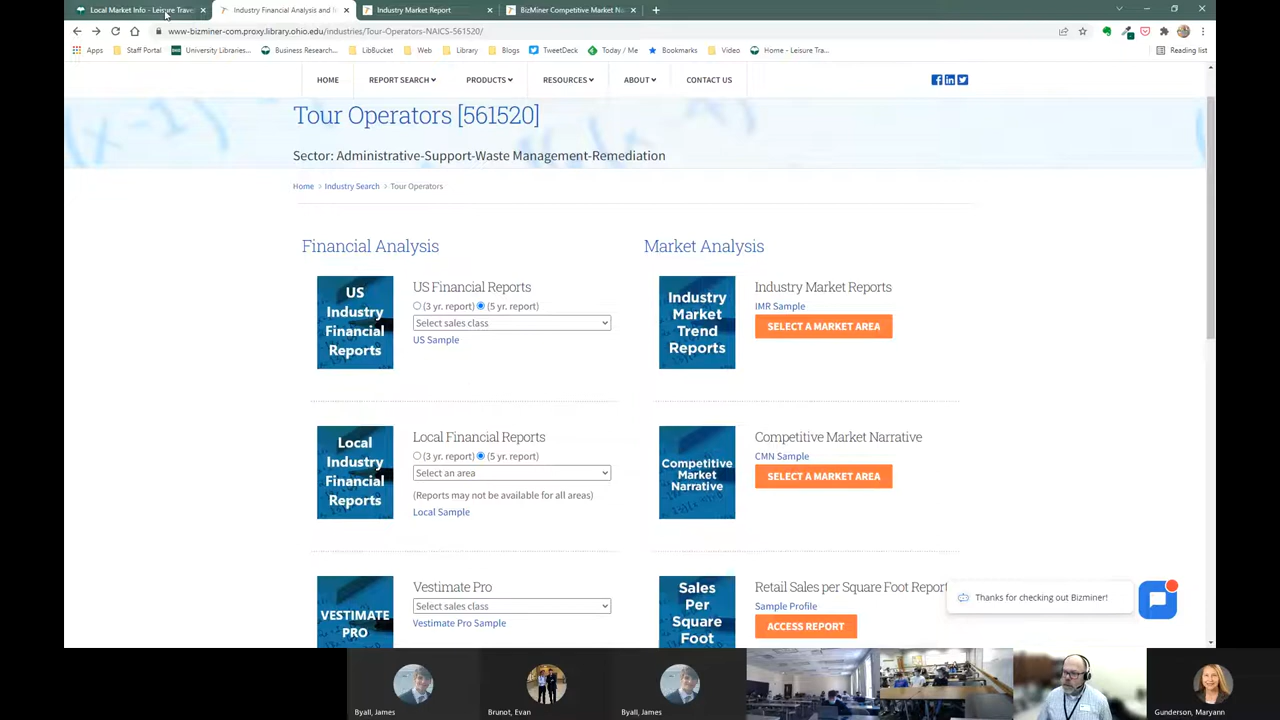 Local Market Info - Leisure Trave
Industry Financial Analysis and I
Industry Market Report
BizMiner Competitive Market Na
www-bizminer-com.proxy.library.ohio.edu/industries/Tour-Operators-NAICS-561520/
Apps
Staff Portal
University Libraries...
Business Research...
LibBucket
Web
Library
Blogs
TweetDeck
Today / Me
Bookmarks
Video
Home - Leisure Tra...
Reading list
HOME
REPORT SEARCH
PRODUCTS
RESOURCES
ABOUT
CONTACT US
Tour Operators [561520]
Sector: Administrative-Support-Waste Management-Remediation
Home > Industry Search > Tour Operators
Financial Analysis
US Industry Financial Reports
US Financial Reports
(3 yr. report) (5 yr. report)
Select sales class
US Sample
Local Industry Financial Reports
Local Financial Reports
(3 yr. report) (5 yr. report)
Select an area
(Reports may not be available for all areas)
Local Sample
VESTIMATE PRO
Vestimate Pro
Select sales class
Vestimate Pro Sample
Market Analysis
Industry Market Trend Reports
Industry Market Reports
IMR Sample
SELECT A MARKET AREA
Competitive Market Narrative
Competitive Market Narrative
CMN Sample
SELECT A MARKET AREA
Sales Per Square Foot
Retail Sales per Square Foot Report
Sample Profile
ACCESS REPORT
Thanks for checking out Bizminer!
Byall, James
Brunot, Evan
Byall, James
Gunderson, Maryann